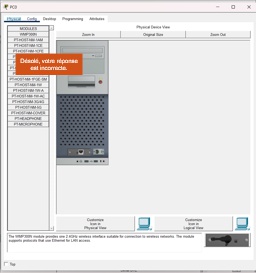 PC0
Physical Config Desktop Programming Attributes
Physical Device View
MODULES
Zoom In Original Size Zoom Out
WMP300N
PT-HOST-NM-1AM
PT-HOST-NM-1CE
PT-HOST-NM-1CFE
Désolé, votre réponse
est incorrecte.
PT-HOST-NM-1FGE-SM
PT-HOST-NM-1W
PT-HOST-NM-1W-A
PT-HOST-NM-1W-AC
PT-HOST-NM-3G/4G
PT-HOST-NM-5G
PT-HOST-NM-COVER
PT-HEADPHONE
PT-MICROPHONE
Customize
Icon in
Physical View
Customize
Icon in
Logical View
The WMP300N module provides one 2.4GHz wireless interface suitable for connection to wireless networks. The module
supports protocols that use Ethernet for LAN access.
Top